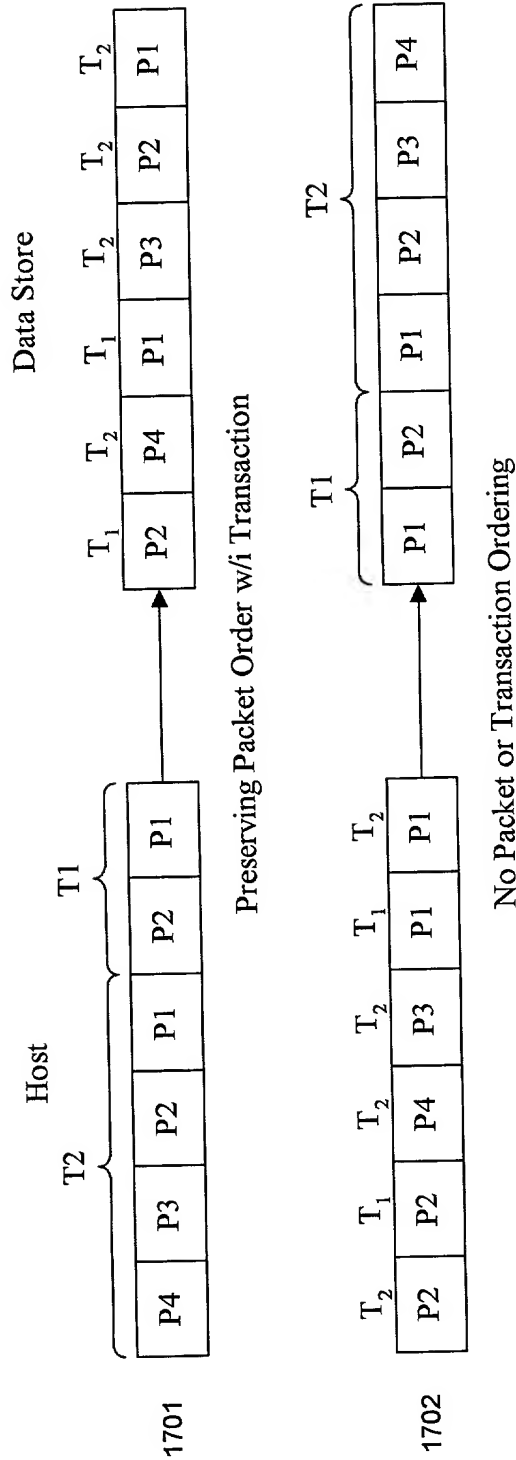 Host
Data Store
T2 T1
T₁ T₂ T₁ T₂ T₂ T₂
1701
P4 P3 P2 P1 P2 P1
P2 P4 P1 P3 P2 P1
Preserving Packet Order w/i Transaction
T₂ T₁ T₂ T₂ T₁ T₂
T1 T2
1702
P2 P2 P4 P3 P1 P1
P1 P2 P1 P2 P3 P4
No Packet or Transaction Ordering